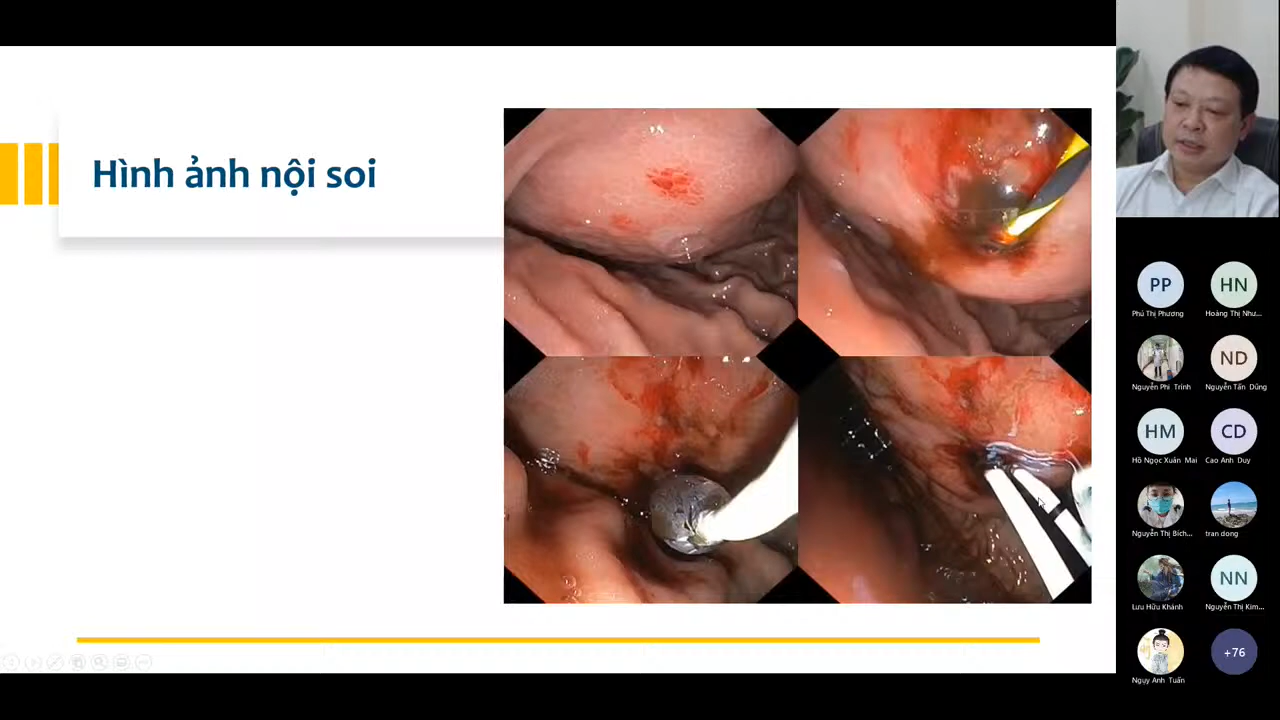 Hình ảnh nội soi
PP
HN
Phú Thị Phương
Hoàng Thị Như...
ND
Nguyễn Phi Trình
Nguyễn Tấn Dũng
HM
CD
Hồ Ngọc Xuân Mai
Cao Anh Duy
Nguyễn Thị Bích...
tran dong
NN
Lưu Hữu Khánh
Nguyễn Thị Kim...
+76
Ngụy Anh Tuấn